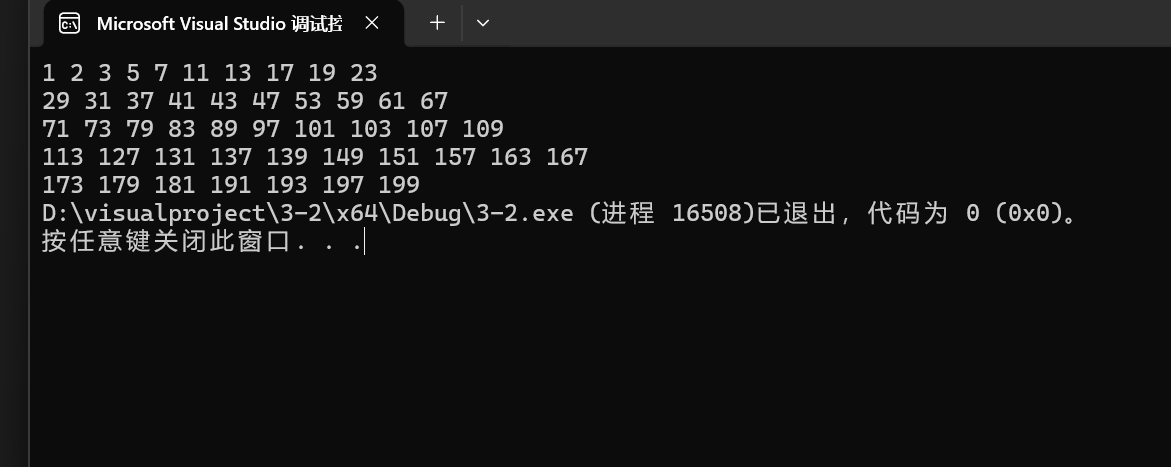 Microsoft Visual Studio 调试控
1 2 3 5 7 11 13 17 19 23
29 31 37 41 43 47 53 59 61 67
71 73 79 83 89 97 101 103 107 109
113 127 131 137 139 149 151 157 163 167
173 179 181 191 193 197 199
D:\visualproject\3-2\x64\Debug\3-2.exe (进程 16508)已退出，代码为 0 (0x0)。
按任意键关闭此窗口. . .